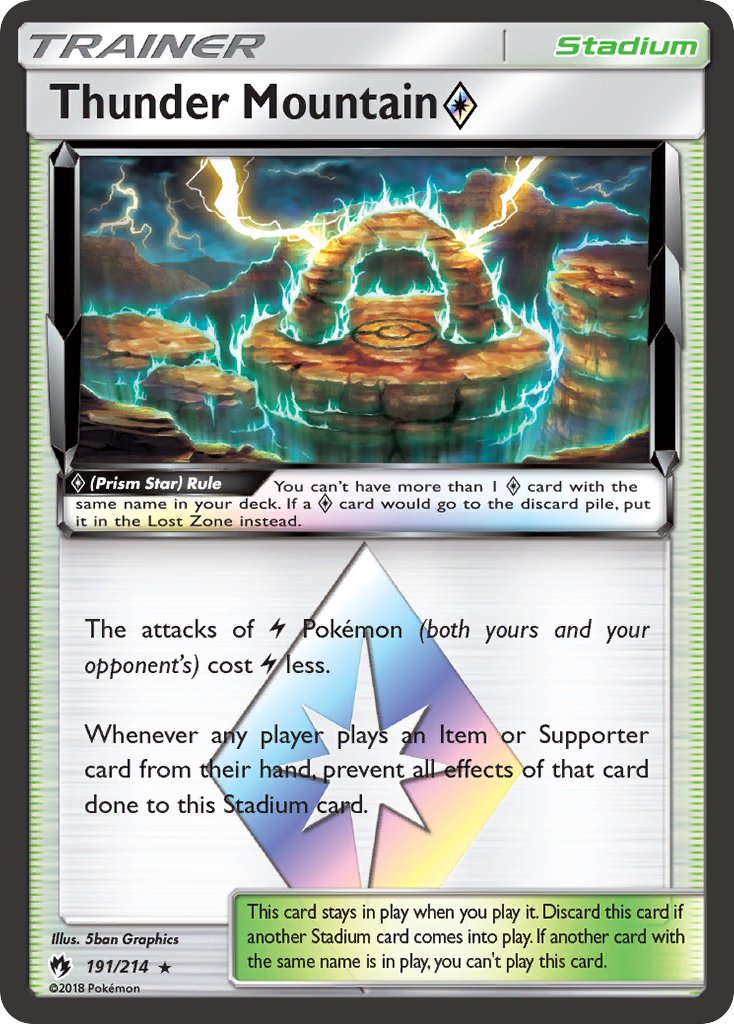 TRAINER Stadium
Thunder Mountain
(Prism Star) Rule You can't have more than 1 card with the
same name in your deck. If a card would go to the discard pile, put
it in the Lost Zone instead.
The attacks of Pokémon (both yours and your
opponent's) cost less.
Whenever any player plays an Item or Supporter
card from their hand, prevent all effects of that card
done to this Stadium card.
This card stays in play when you play it. Discard this card if
another Stadium card comes into play. If another card with
the same name is in play, you can't play this card.
Illus. 5ban Graphics
191/214 ★
©2018 Pokémon